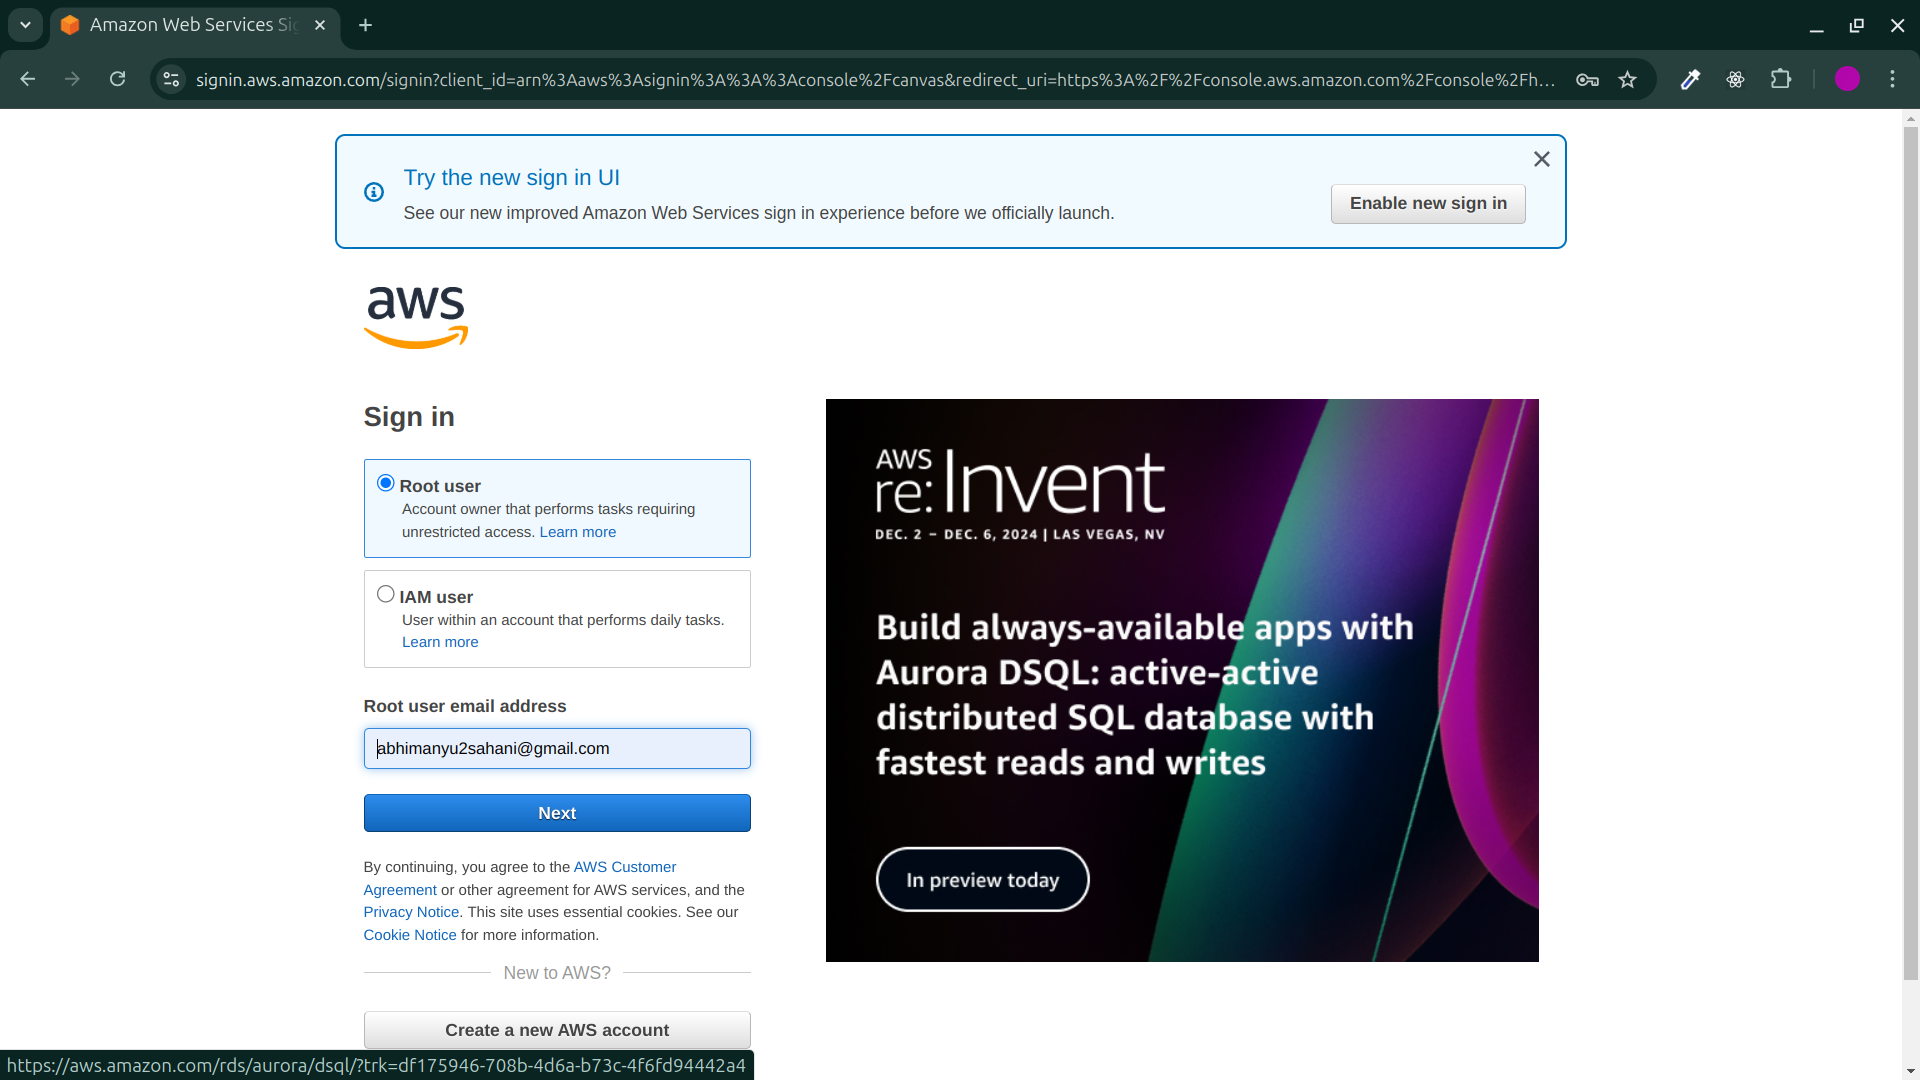 Amazon Web Services Sig
signin.aws.amazon.com/signin?client_id=arn%3Aaws%3Asignin%3A%3A%3Aconsole%2Fcanvas&redirect_uri=https%3A%2F%2Fconsole.aws.amazon.com%2Fconsole%2Fh...
Try the new sign in UI
See our new improved Amazon Web Services sign in experience before we officially launch.
Enable new sign in
aws
Sign in
Root user
Account owner that performs tasks requiring
unrestricted access. Learn more
IAM user
User within an account that performs daily tasks.
Learn more
Root user email address
abhimanyu2sahani@gmail.com
Next
By continuing, you agree to the AWS Customer
Agreement or other agreement for AWS services, and the
Privacy Notice. This site uses essential cookies. See our
Cookie Notice for more information.
New to AWS?
Create a new AWS account
AWS
re:Invent
DEC. 2 – DEC. 6, 2024 | LAS VEGAS, NV
Build always-available apps with
Aurora DSQL: active-active
distributed SQL database with
fastest reads and writes
In preview today
https://aws.amazon.com/rds/aurora/dsql/?trk=df175946-708b-4d6a-b73c-4f6fd94442a4